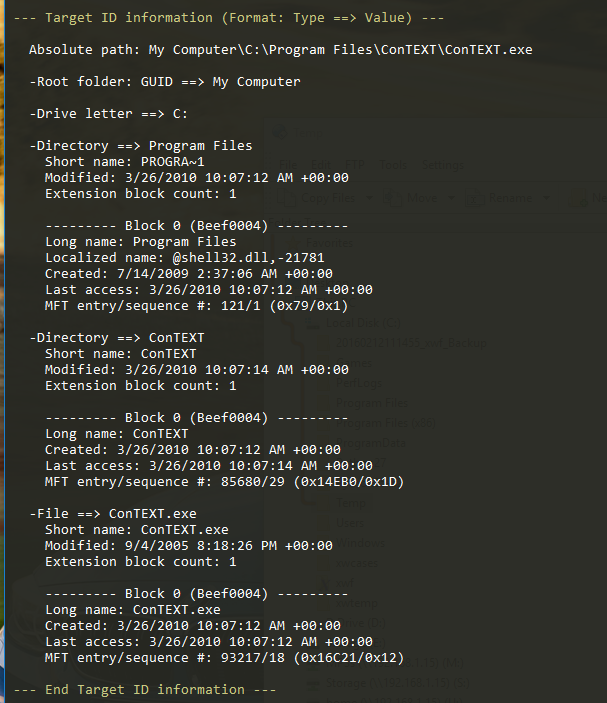 --- Target ID information (Format: Type ==> Value) ---
Absolute path: My Computer\C:\Program Files\ConTEXT\ConTEXT.exe
-Root folder: GUID ==> My Computer
-Drive letter ==> C:
-Directory ==> Program Files
Short name: PROGRA~1
Modified: 3/26/2010 10:07:12 AM +00:00
Extension block count: 1
--------- Block 0 (Beef0004) ---------
Long name: Program Files
Localized name: @shell32.dll,-21781
Created: 7/14/2009 2:37:06 AM +00:00
Last access: 3/26/2010 10:07:12 AM +00:00
MFT entry/sequence #: 121/1 (0x79/0x1)
-Directory ==> ConTEXT
Short name: ConTEXT
Modified: 3/26/2010 10:07:14 AM +00:00
Extension block count: 1
--------- Block 0 (Beef0004) ---------
Long name: ConTEXT
Created: 3/26/2010 10:07:12 AM +00:00
Last access: 3/26/2010 10:07:14 AM +00:00
MFT entry/sequence #: 85680/29 (0x14EB0/0x1D)
-File ==> ConTEXT.exe
Short name: ConTEXT.exe
Modified: 9/4/2005 8:18:26 PM +00:00
Extension block count: 1
--------- Block 0 (Beef0004) ---------
Long name: ConTEXT.exe
Created: 3/26/2010 10:07:12 AM +00:00
Last access: 3/26/2010 10:07:12 AM +00:00
MFT entry/sequence #: 93217/18 (0x16C21/0x12)
--- End Target ID information ---